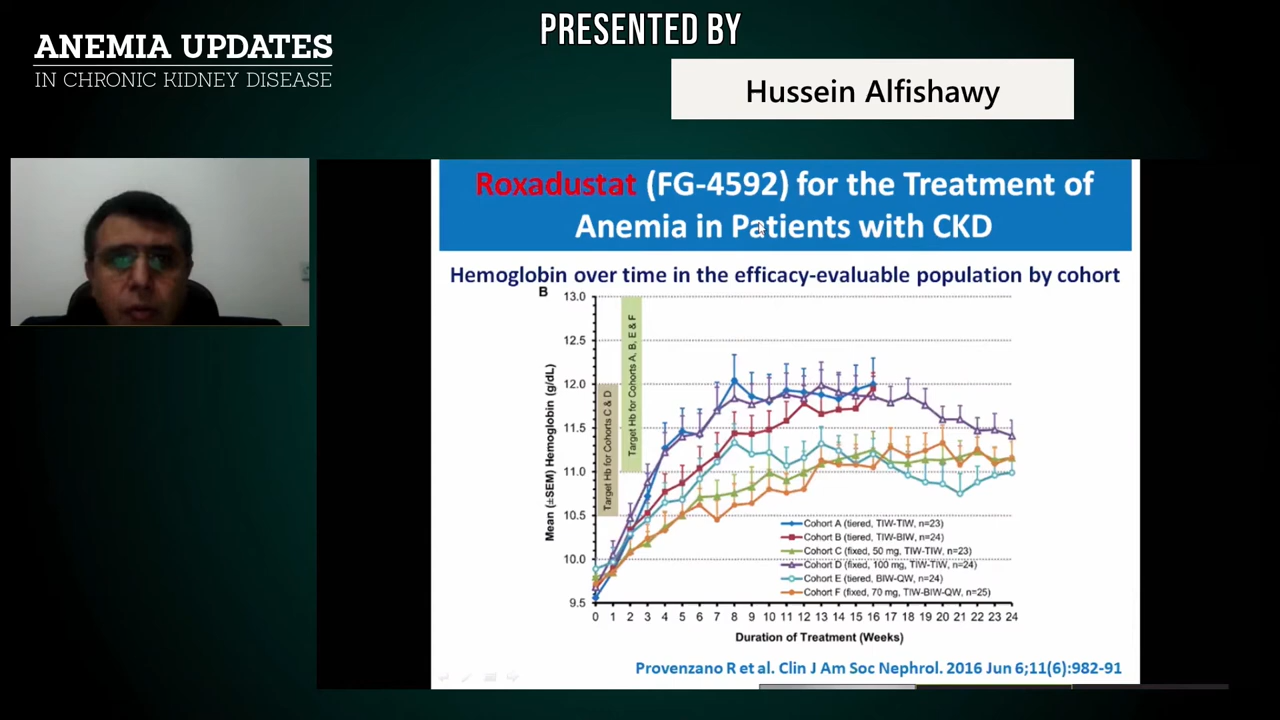 PRESENTED BY
ANEMIA UPDATES
IN CHRONIC KIDNEY DISEASE
Hussein Alfishawy
Roxadustat (FG-4592) for the Treatment of
Anemia in Patients with CKD
Hemoglobin over time in the efficacy-evaluable population by cohort
B
Mean (±SEM) Hemoglobin (g/dL)
13.0
12.5
12.0
11.5
11.0
10.5
10.0
9.5
Target Hb for Cohorts C & D
Target Hb for Cohorts A, B, E & F
Cohort A (tiered, TIW-TIW, n=23)
Cohort B (tiered, TIW-BIW, n=24)
Cohort C (fixed, 50 mg, TIW-TIW, n=23)
Cohort D (fixed, 100 mg, TIW-TIW, n=24)
Cohort E (tiered, BIW-QW, n=24)
Cohort F (fixed, 70 mg, TIW-BIW-QW, n=25)
0 1 2 3 4 5 6 7 8 9 10 11 12 13 14 15 16 17 18 19 20 21 22 23 24
Duration of Treatment (Weeks)
Provenzano R et al. Clin J Am Soc Nephrol. 2016 Jun 6;11(6):982-91